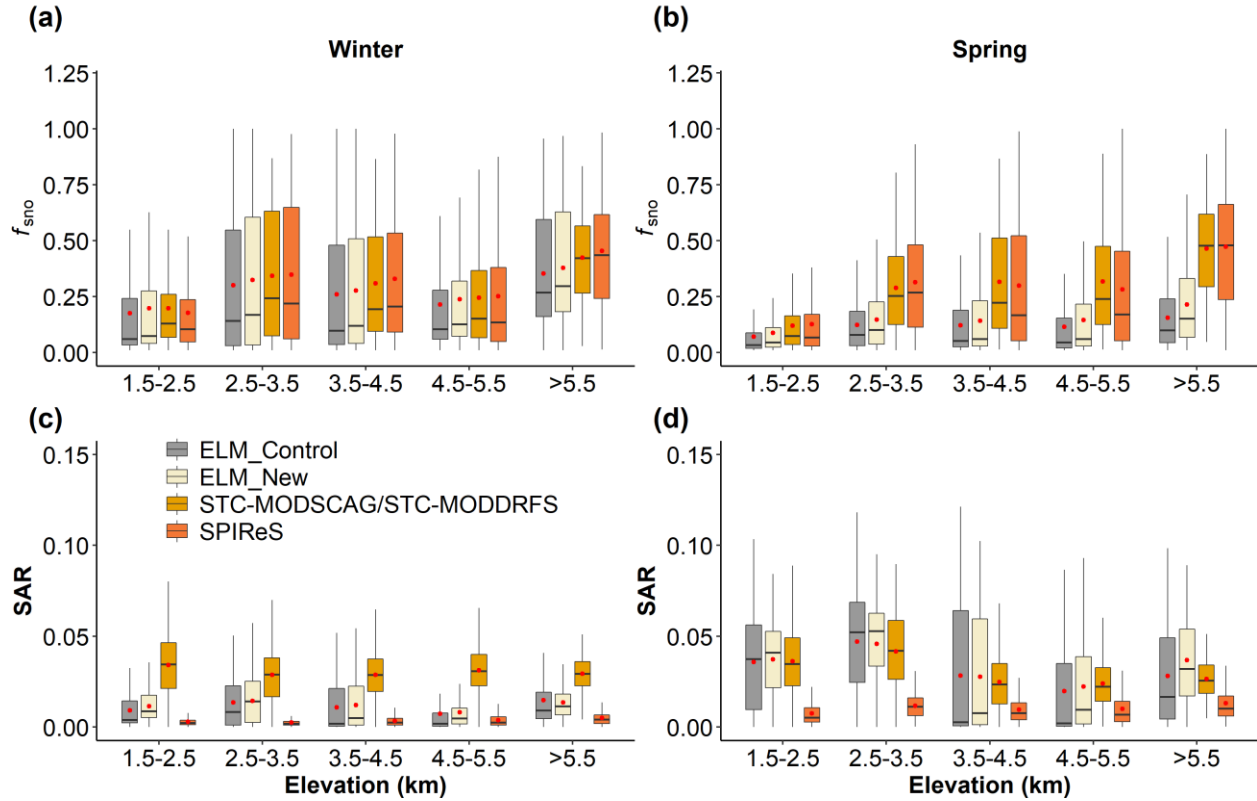 (a)
Winter
(b)
Spring
fsno
1.25
1.00
0.75
0.50
0.25
0.00
1.5-2.5 2.5-3.5 3.5-4.5 4.5-5.5 >5.5
fsno
1.25
1.00
0.75
0.50
0.25
0.00
1.5-2.5 2.5-3.5 3.5-4.5 4.5-5.5 >5.5
(c)
SAR
0.15
0.10
0.05
0.00
ELM_Control
ELM_New
STC-MODSCAG/STC-MODDRFS
SPIReS
1.5-2.5 2.5-3.5 3.5-4.5 4.5-5.5 >5.5
Elevation (km)
(d)
SAR
0.15
0.10
0.05
0.00
1.5-2.5 2.5-3.5 3.5-4.5 4.5-5.5 >5.5
Elevation (km)